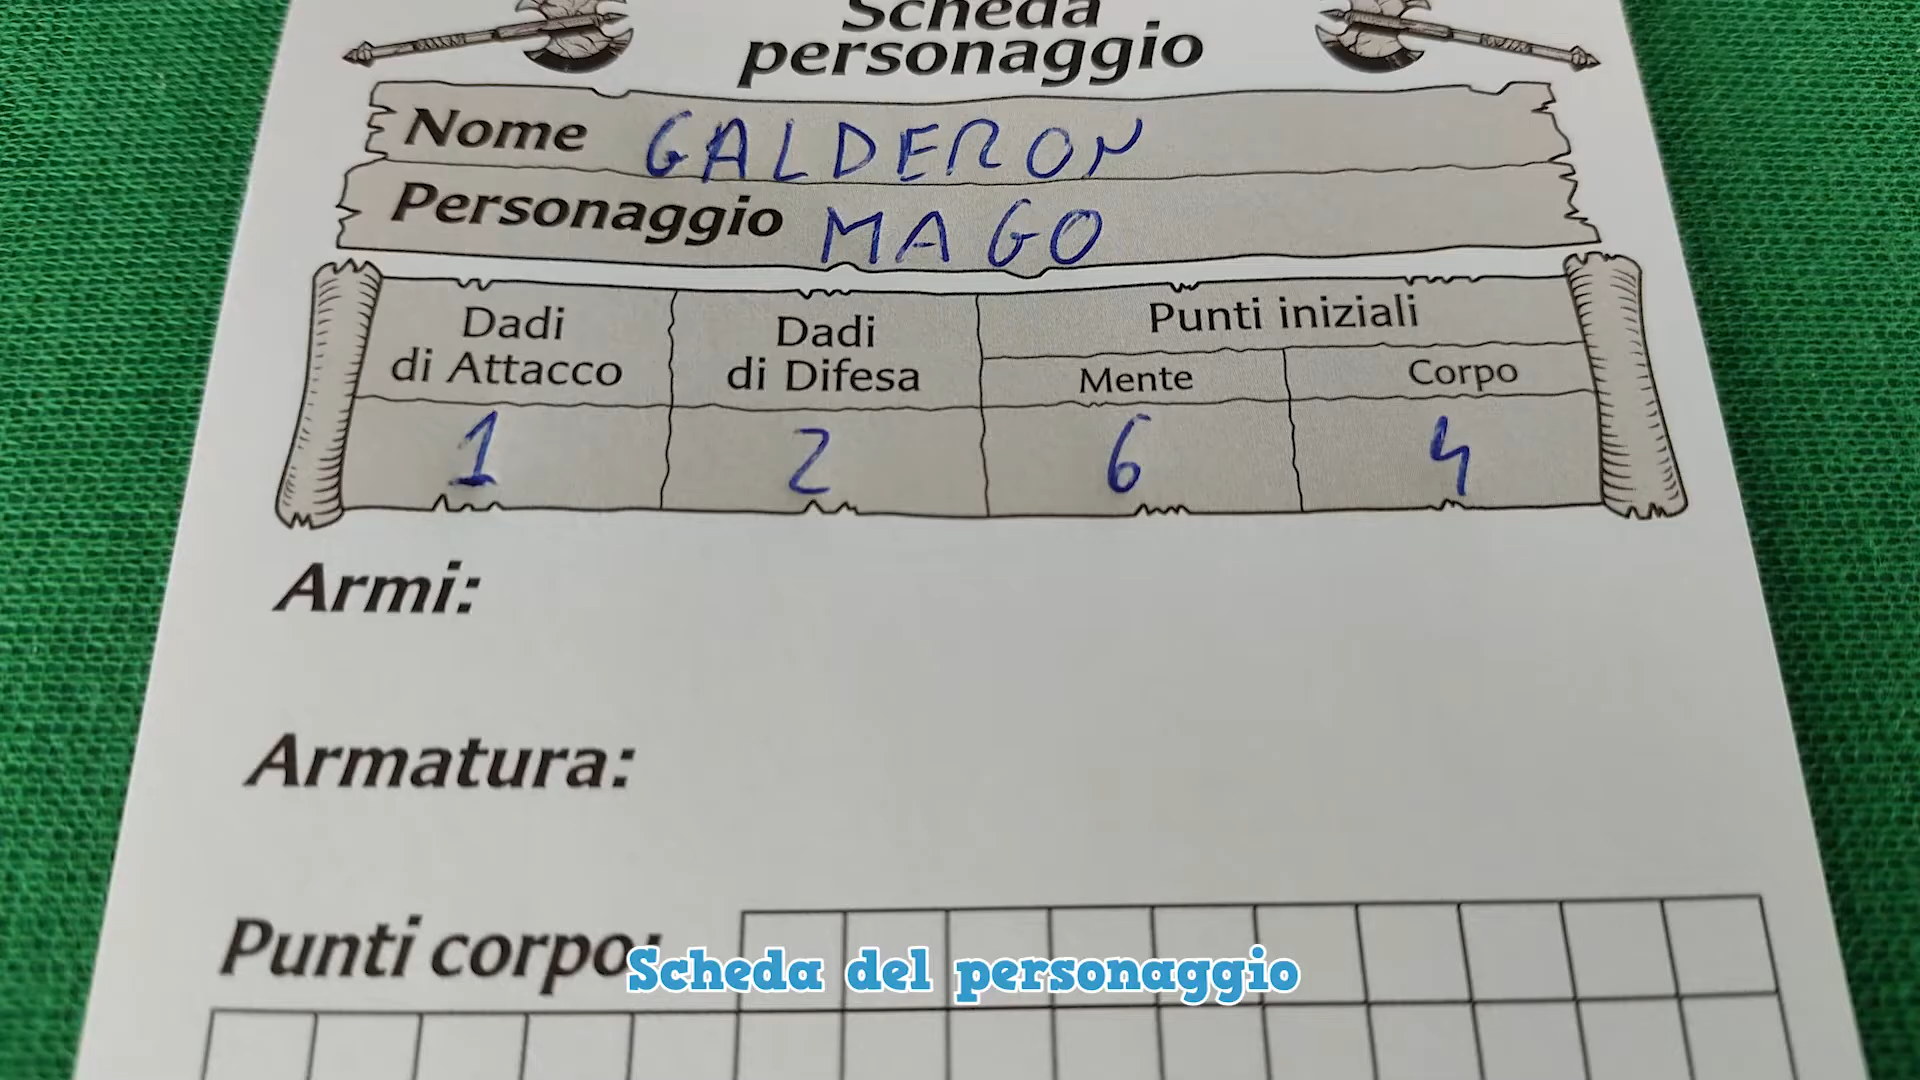 Scheda
personaggio
Nome GALDERON
Personaggio MAGO
Dadi
di Attacco
Dadi
di Difesa
Punti iniziali
Mente
Corpo
1 2 6 4
Armi:
Armatura:
Punti corpo:
Scheda del personaggio